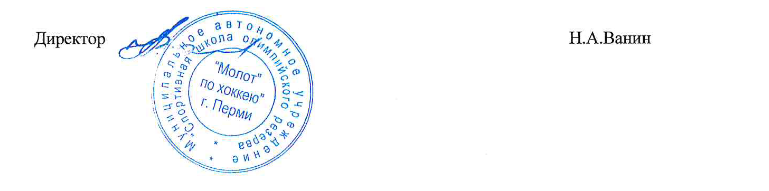 Директор
Н.А.Ванин
Муниципальное автономное учреждение *
"Спортивная школа олимпийского резерва *
"Молот"
по хоккею"
г. Перми